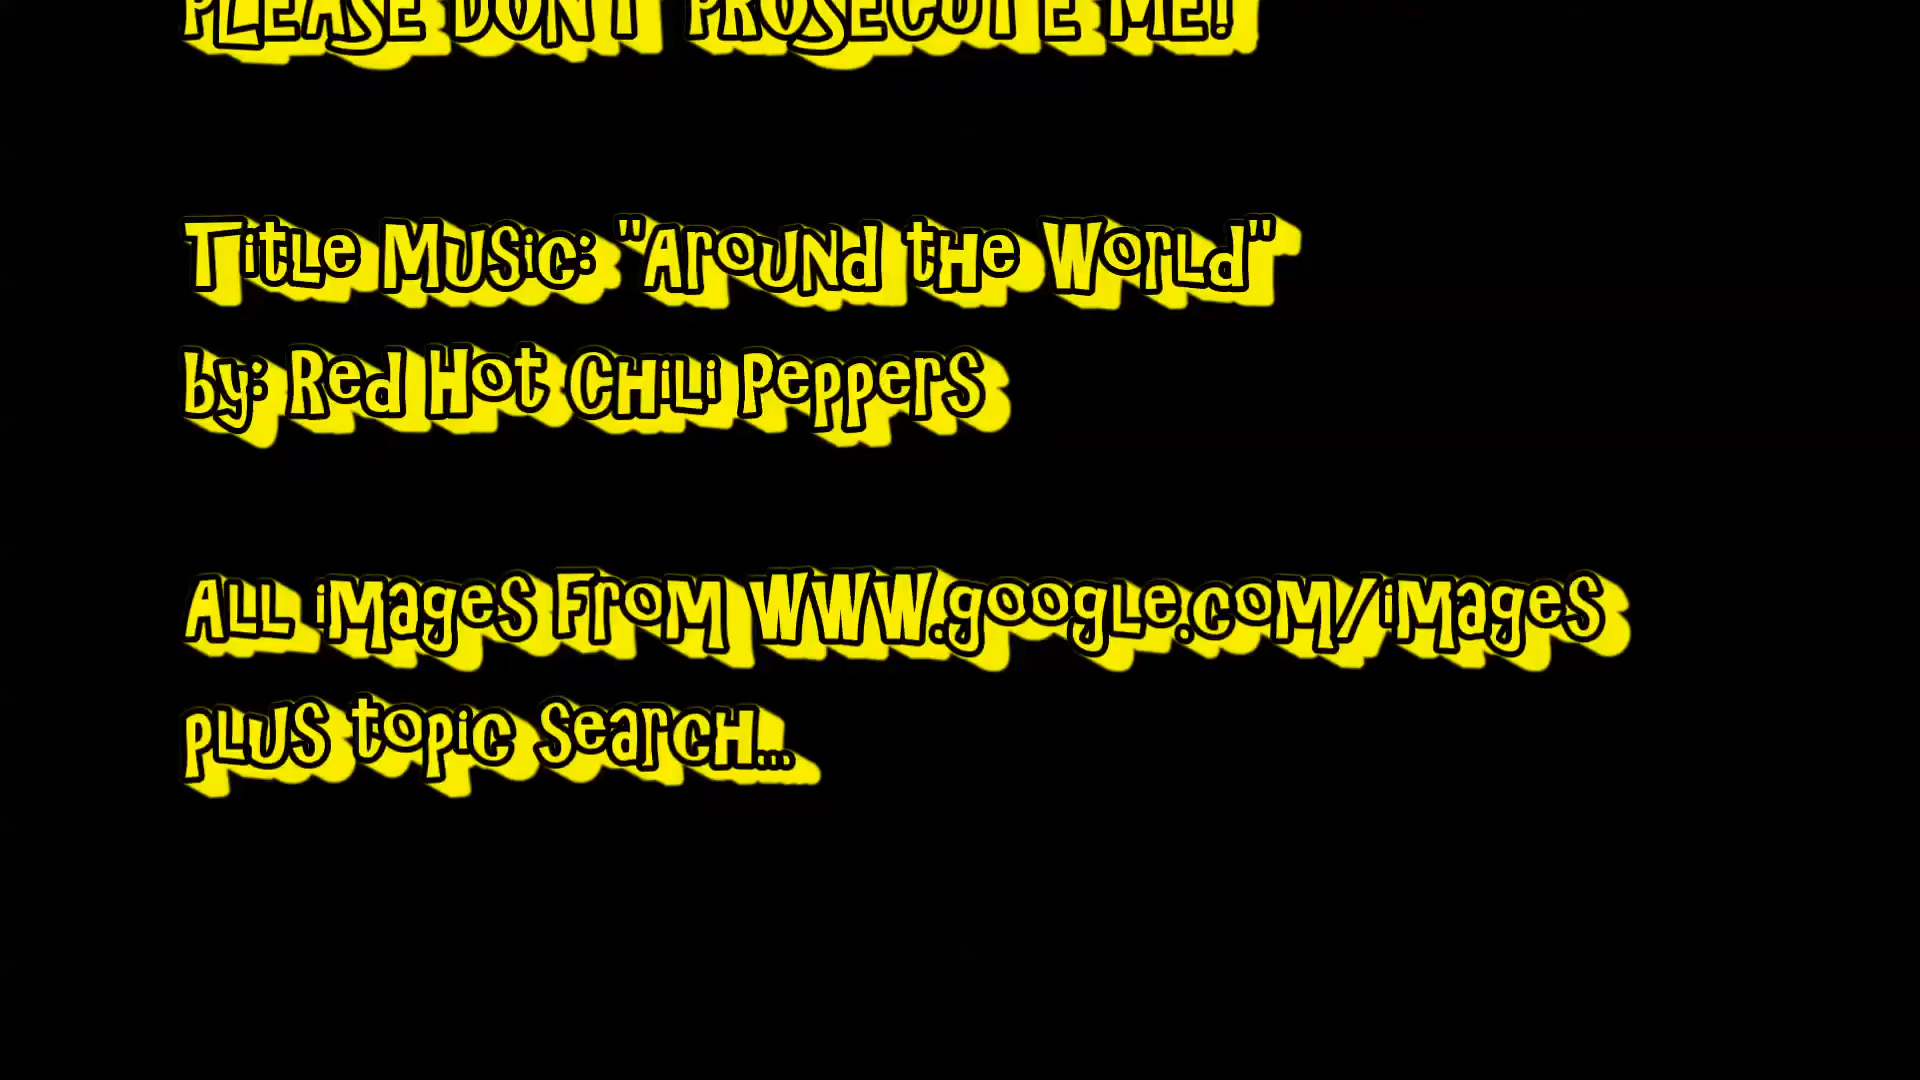 PLEASE DON'T PROSECUTE ME!
Title Music: "Around the World"
by: Red Hot Chili Peppers
All images from www.google.com/images
plus topic search...